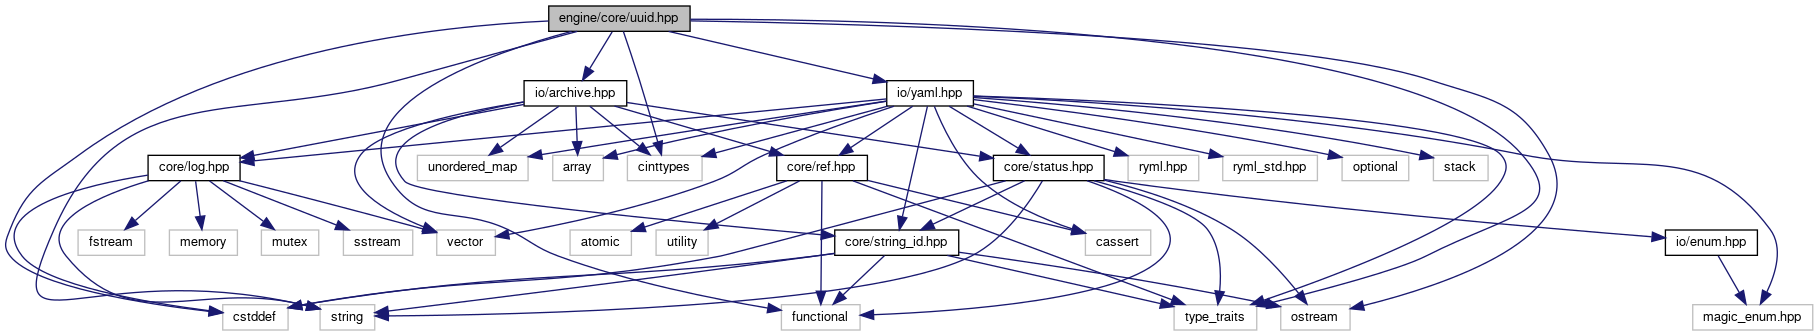 engine/core/uuid.hpp
io/archive.hpp
io/yaml.hpp
core/log.hpp
unordered_map
array
cinttypes
core/ref.hpp
core/status.hpp
ryml.hpp
ryml_std.hpp
optional
stack
fstream
memory
mutex
sstream
vector
atomic
utility
core/string_id.hpp
cassert
io/enum.hpp
cstddef
string
functional
type_traits
ostream
magic_enum.hpp